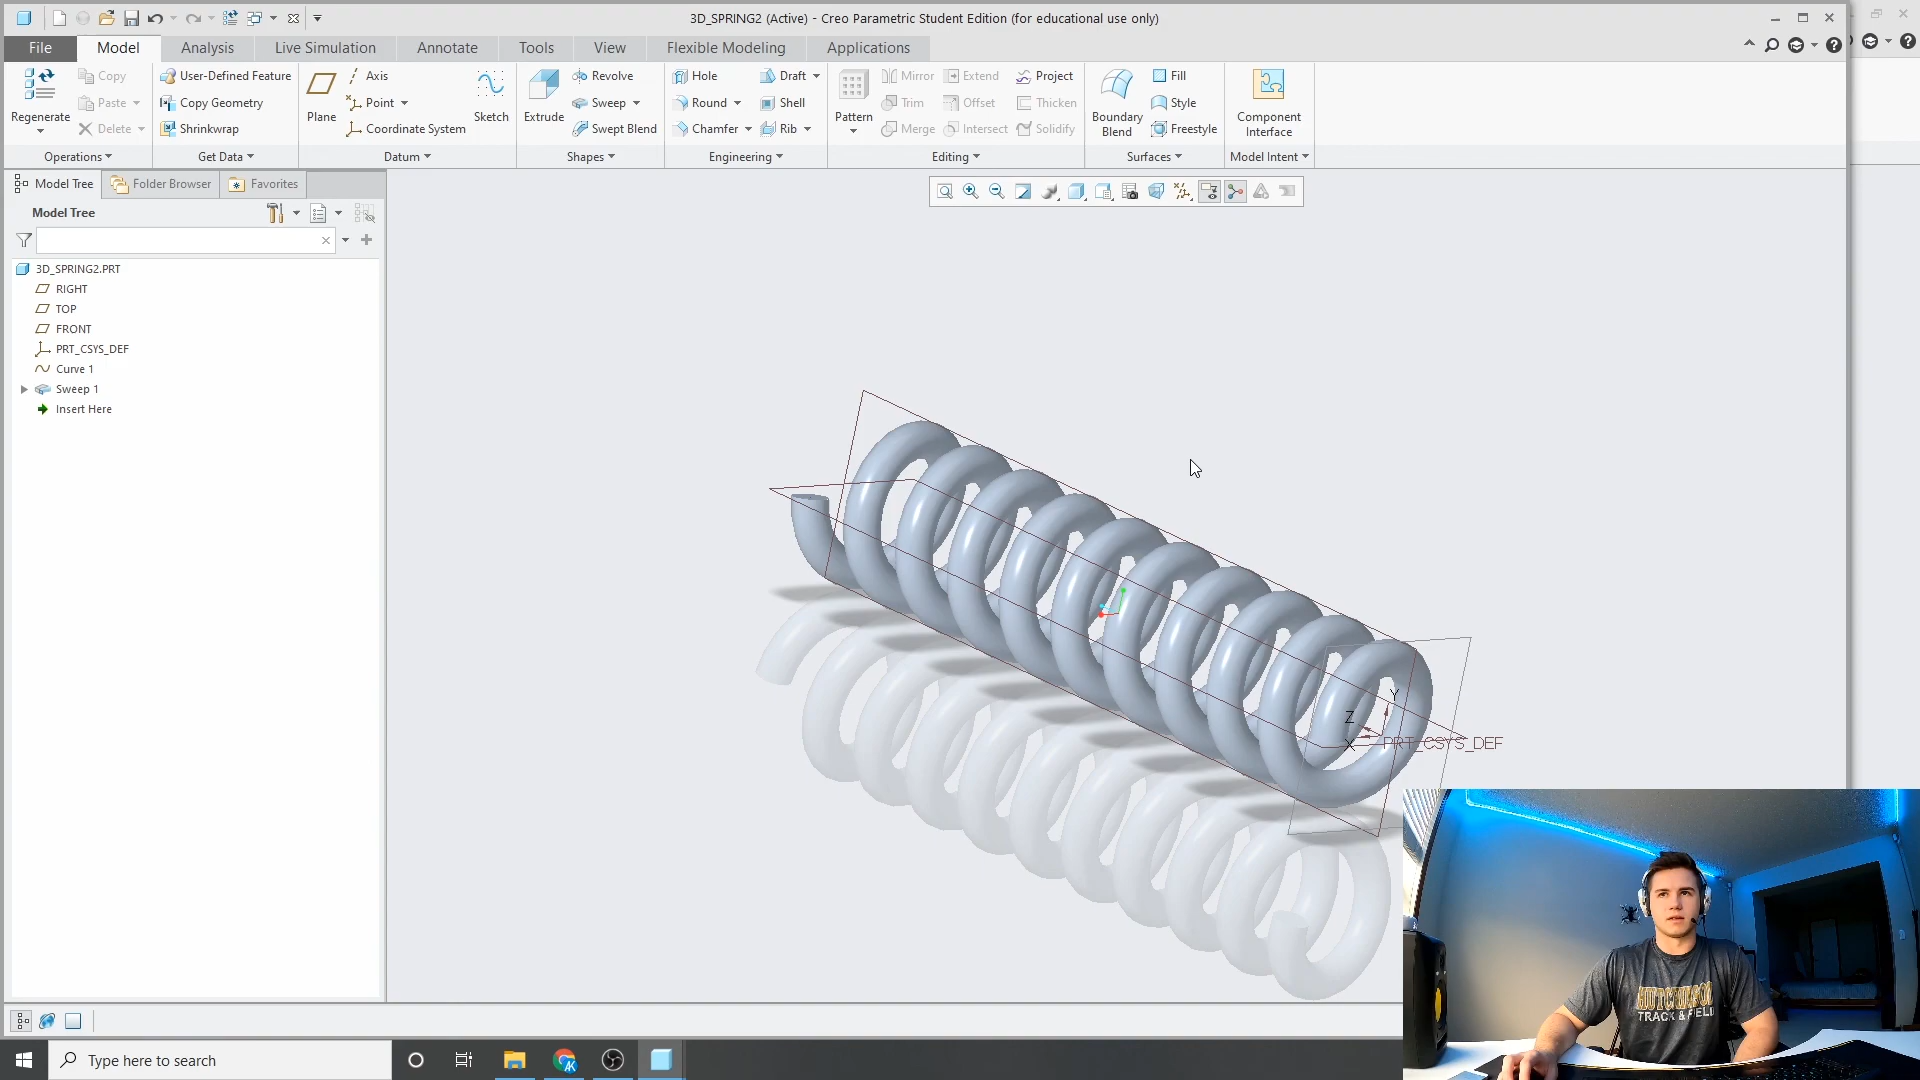 3D_SPRING2 (Active) - Creo Parametric Student Edition (for educational use only)
File
Model
Analysis
Live Simulation
Annotate
Tools
View
Flexible Modeling
Applications
Regenerate
Copy
Paste
Delete
User-Defined Feature
Copy Geometry
Shrinkwrap
Plane
Axis
Point
Coordinate System
Sketch
Extrude
Revolve
Sweep
Swept Blend
Hole
Round
Chamfer
Draft
Shell
Rib
Pattern
Mirror
Trim
Merge
Extend
Offset
Intersect
Project
Thicken
Solidify
Boundary
Blend
Fill
Style
Freestyle
Component
Interface
Operations
Get Data
Datum
Shapes
Engineering
Editing
Surfaces
Model Intent
Model Tree
Folder Browser
Favorites
Model Tree
3D_SPRING2.PRT
RIGHT
TOP
FRONT
PRT_CSYS_DEF
Curve 1
Sweep 1
Insert Here
Y
Z
X
PRT_CSYS_DEF
HUTCHINSON
TRACK & FIELD
Type here to search
AK